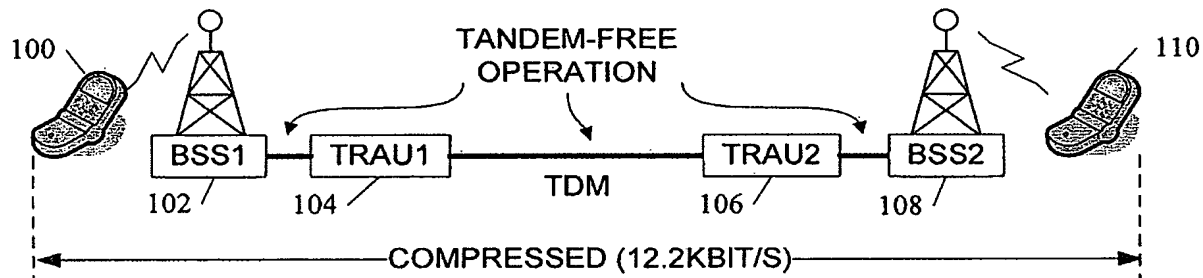 100
TANDEM-FREE
OPERATION
110
BSS1
TRAU1
TRAU2
BSS2
TDM
102
104
106
108
COMPRESSED (12.2KBIT/S)